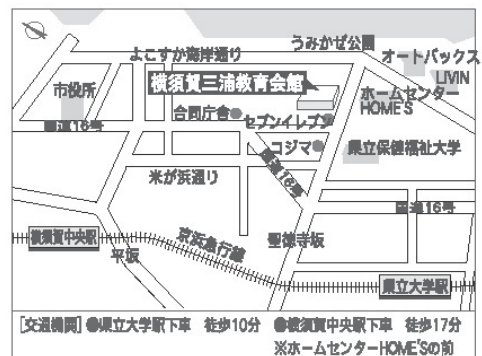 よこすか海岸通り
うみかぜ公園
オートバックス
LIVIN
市役所
横須賀三浦教育会館
ホームセンター
HOME'S
合同庁舎
セブンイレブン
国道16号
コジマ
県立保健福祉大学
国道16号
米が浜通り
国道16号
横須賀中央駅
平坂
京浜急行線
聖徳寺坂
県立大学駅
[交通機関] ●県立大学駅下車 徒歩10分 ●横須賀中央駅下車 徒歩17分
※ホームセンターHOME'Sの前